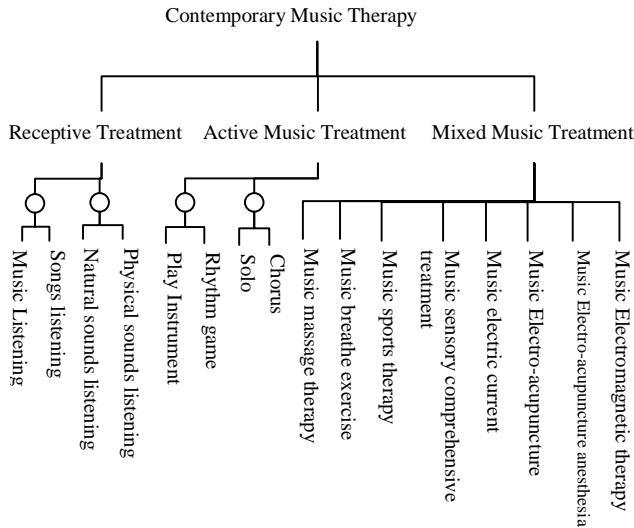 Contemporary Music Therapy
Receptive Treatment
Active Music Treatment
Mixed Music Treatment
Music Listening
Songs listening
Natural sounds listening
Physical sounds listening
Play Instrument
Rhythm game
Solo
Chorus
Music massage therapy
Music breathe exercise
Music sports therapy
Music sensory comprehensive
treatment
Music electric current
Music Electro-acupuncture
Music Electro-acupuncture anesthesia
Music Electromagnetic therapy